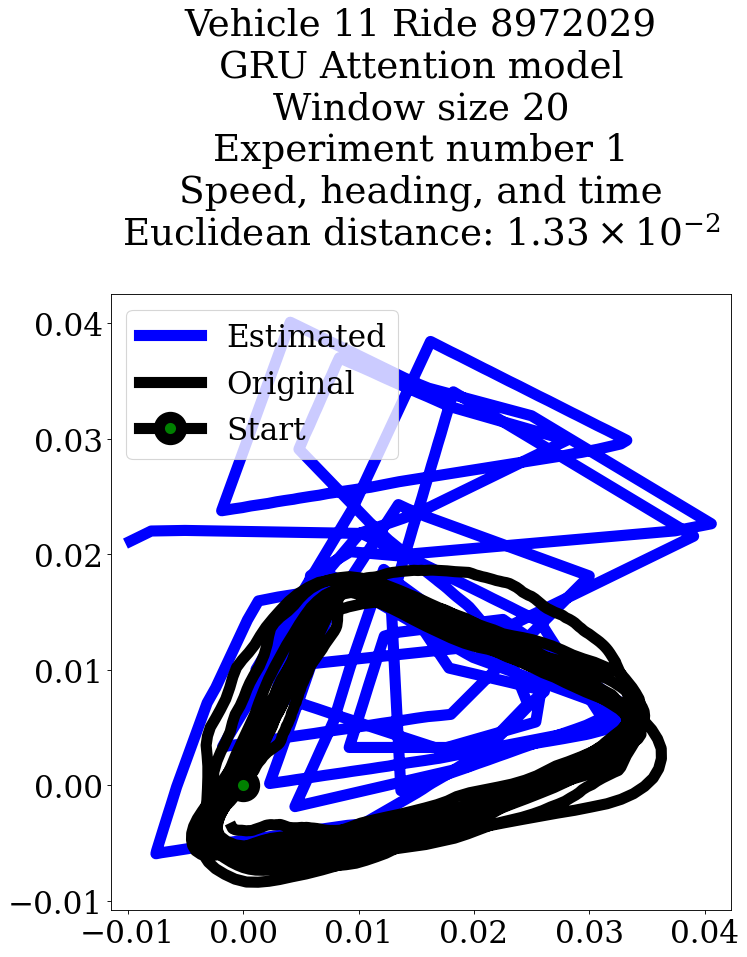 Vehicle 11 Ride 8972029
GRU Attention model
Window size 20
Experiment number 1
Speed, heading, and time
Euclidean distance: 1.33 × 10⁻²
Estimated
Original
Start
0.04
0.03
0.02
0.01
0.00
−0.01
−0.01 0.00 0.01 0.02 0.03 0.04